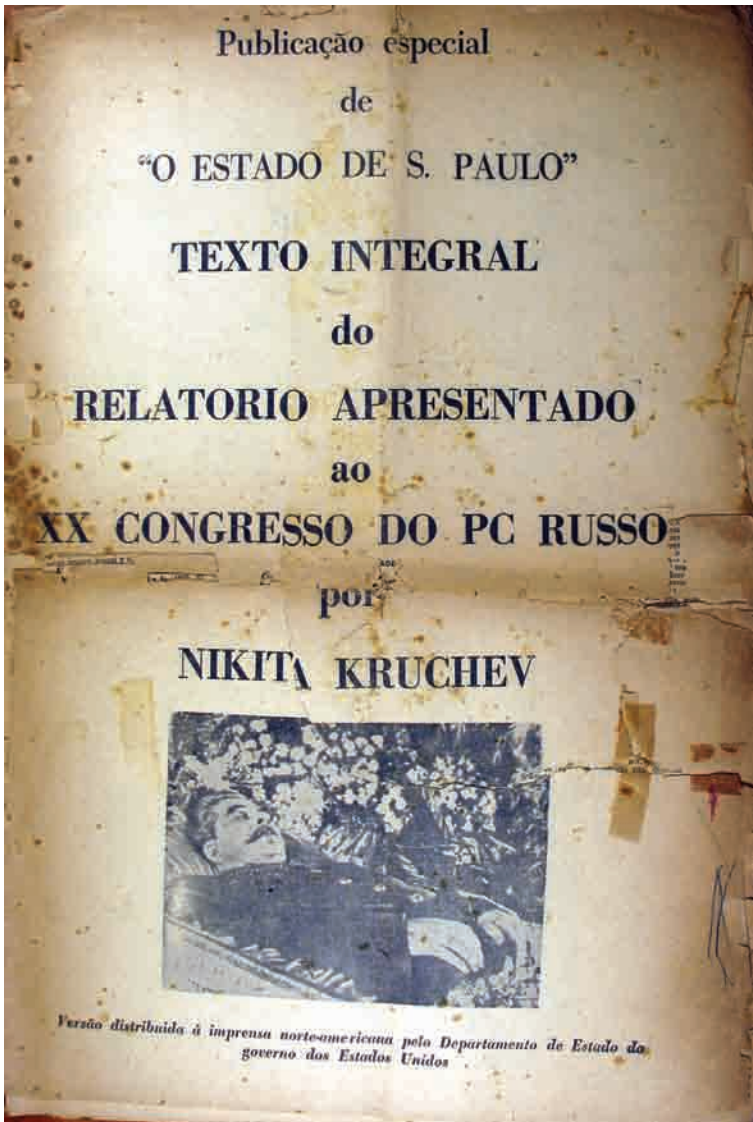 Publicação especial
de
"O ESTADO DE S. PAULO"
TEXTO INTEGRAL
do
RELATORIO APRESENTADO
ao
XX CONGRESSO DO PC RUSSO
por
NIKITA KRUCHEV
Versão distribuida à imprensa norte-americana pelo Departamento de Estado do
governo dos Estados Unidos